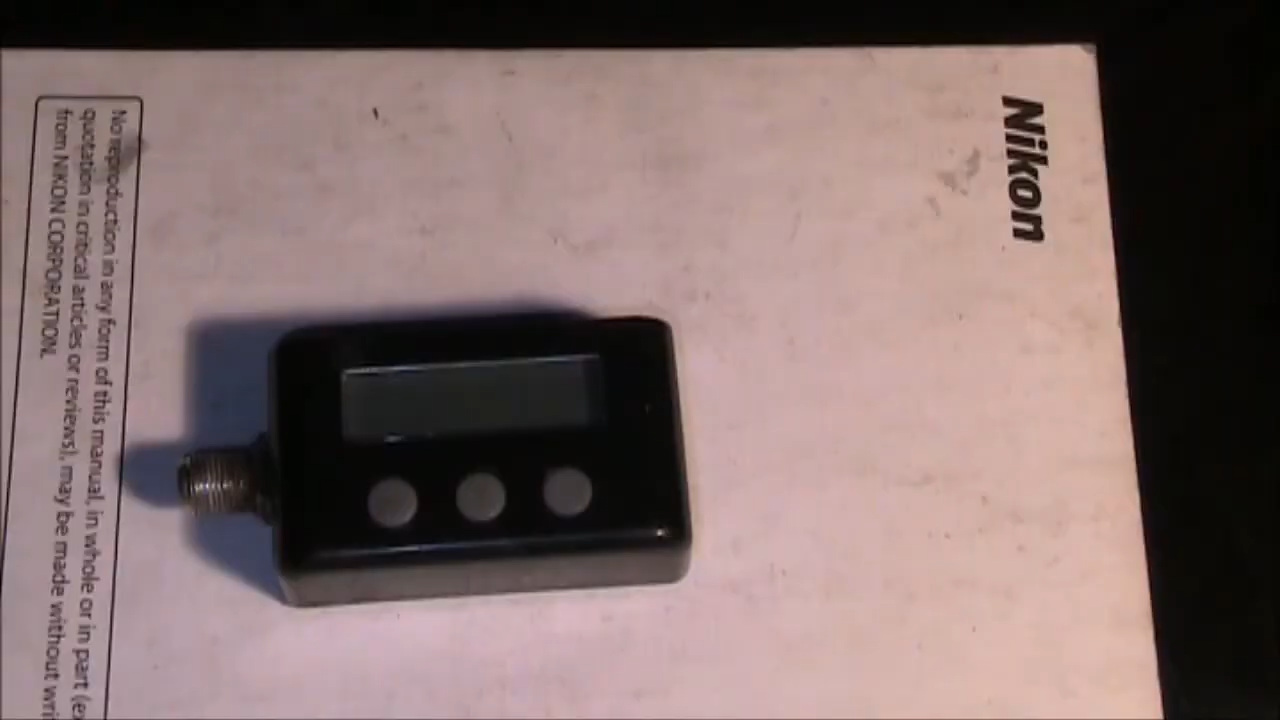 Nikon
No reproduction in any form of this manual, in whole or in part (ex
quotation in critical articles or reviews), may be made without wri
from NIKON CORPORATION.